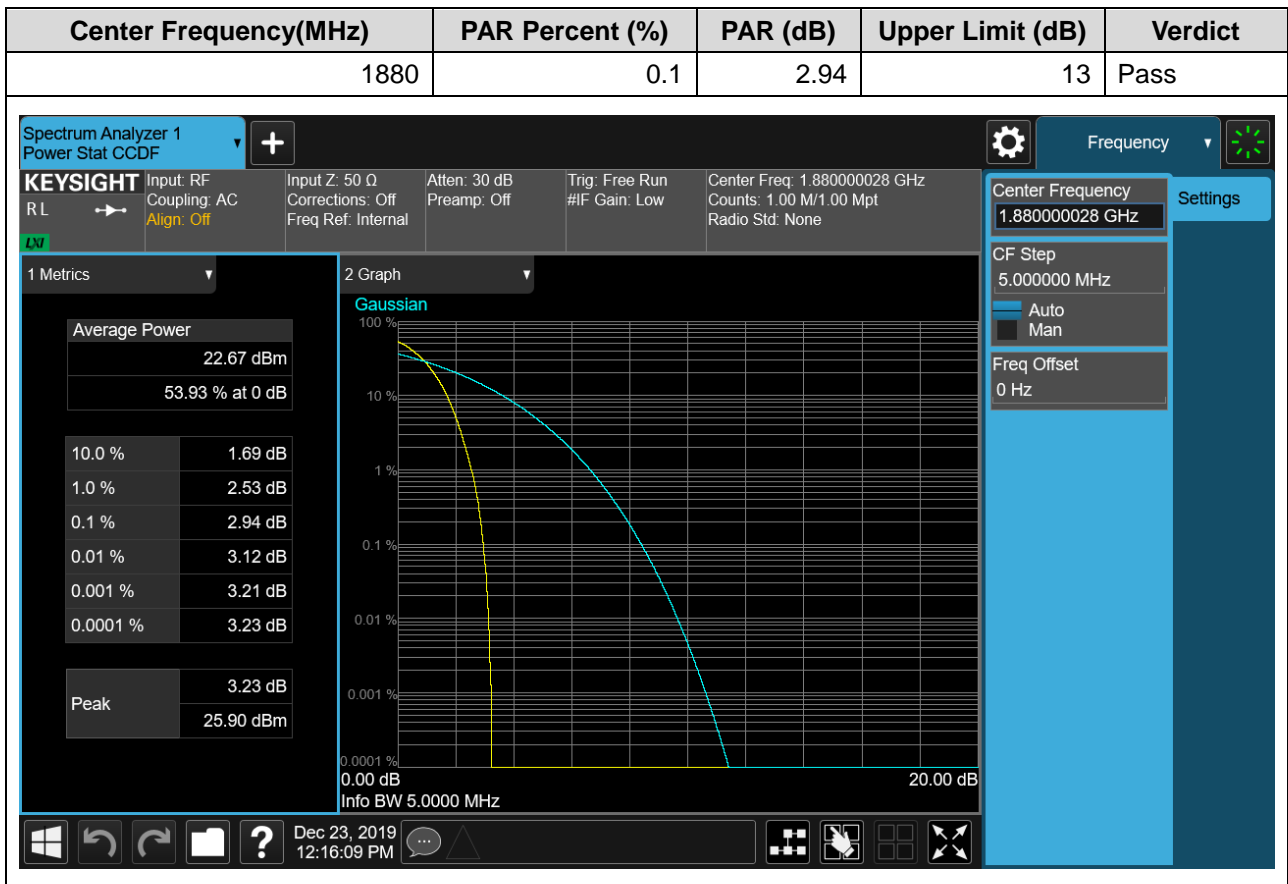 Center Frequency(MHz) PAR Percent (%) PAR (dB) Upper Limit (dB) Verdict
1880 0.1 2.94 13 Pass
Spectrum Analyzer 1
Power Stat CCDF
+
Frequency
KEYSIGHT
RL
LXI
Input: RF
Coupling: AC
Align: Off
Input Z: 50 Ω
Corrections: Off
Freq Ref: Internal
Atten: 30 dB
Preamp: Off
Trig: Free Run
#IF Gain: Low
Center Freq: 1.880000028 GHz
Counts: 1.00 M/1.00 Mpt
Radio Std: None
Center Frequency
1.880000028 GHz
Settings
CF Step
5.000000 MHz
Auto
Man
Freq Offset
0 Hz
1 Metrics
Average Power
22.67 dBm
53.93 % at 0 dB
10.0 % 1.69 dB
1.0 % 2.53 dB
0.1 % 2.94 dB
0.01 % 3.12 dB
0.001 % 3.21 dB
0.0001 % 3.23 dB
Peak
3.23 dB
25.90 dBm
2 Graph
Gaussian
100 %
10 %
1 %
0.1 %
0.01 %
0.001 %
0.0001 %
0.00 dB 20.00 dB
Info BW 5.0000 MHz
?
Dec 23, 2019
12:16:09 PM